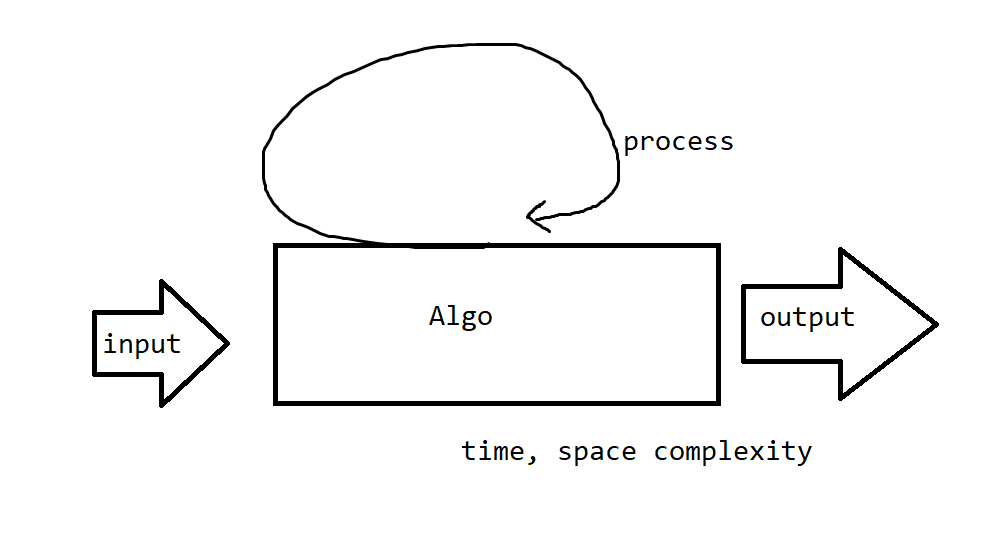 process
input
Algo
output
time, space complexity